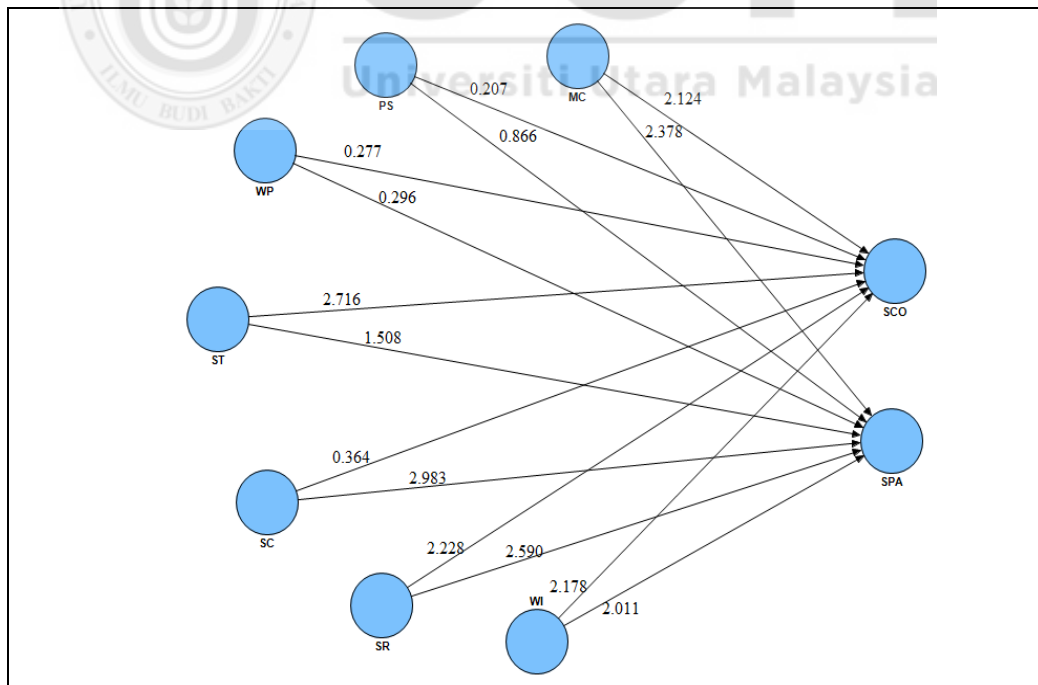 Universiti Utara Malaysia
ILMU BUDI BAKTI
PS
MC
0.207
2.124
0.866
2.378
WP
0.277
0.296
SCO
ST
2.716
1.508
SC
0.364
2.983
SPA
SR
2.228
2.590
WI
2.178
2.011